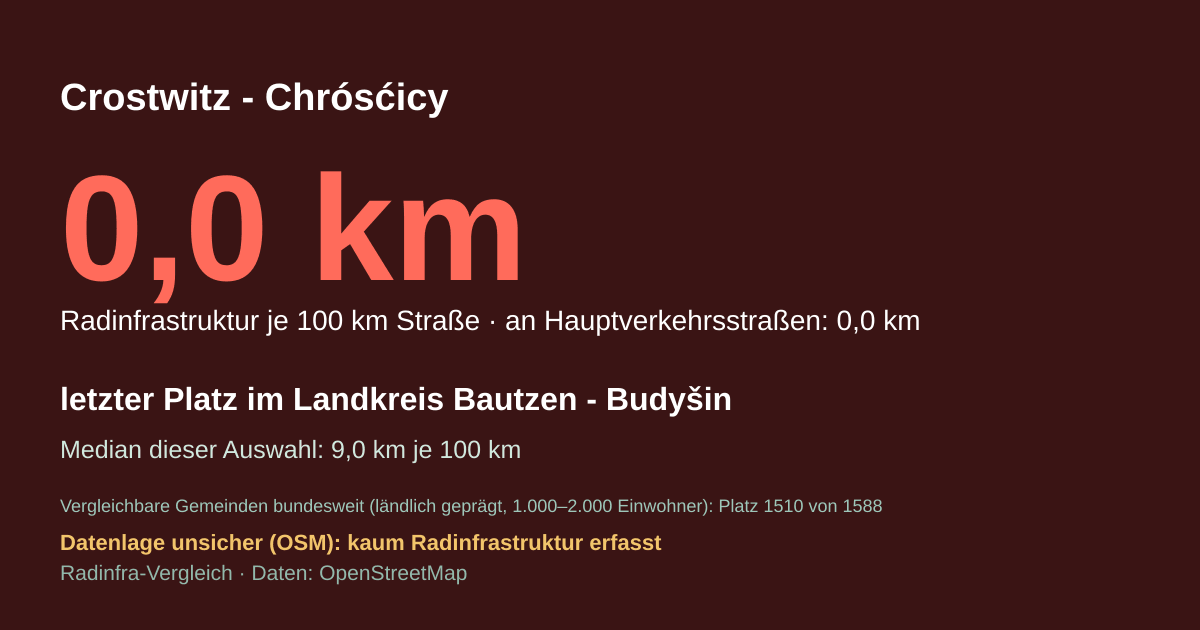 Crostwitz - Chrósćicy
0,0 km
Radinfrastruktur je 100 km Straße · an Hauptverkehrsstraßen: 0,0 km
letzter Platz im Landkreis Bautzen - Budyšin
Median dieser Auswahl: 9,0 km je 100 km
Vergleichbare Gemeinden bundesweit (ländlich geprägt, 1.000–2.000 Einwohner): Platz 1510 von 1588
Datenlage unsicher (OSM): kaum Radinfrastruktur erfasst
Radinfra-Vergleich · Daten: OpenStreetMap